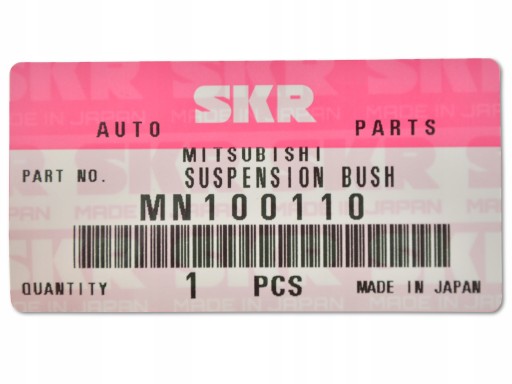 SKR
AUTO PARTS
MITSUBISHI
PART NO. SUSPENSION BUSH
MN100110
QUANTITY 1 PCS MADE IN JAPAN